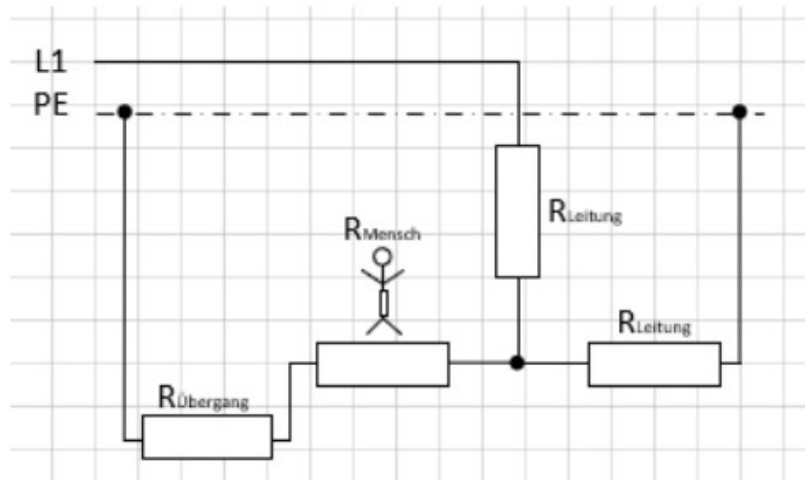 L1
PE
RMensch
RLeitung
RLeitung
RÜbergang